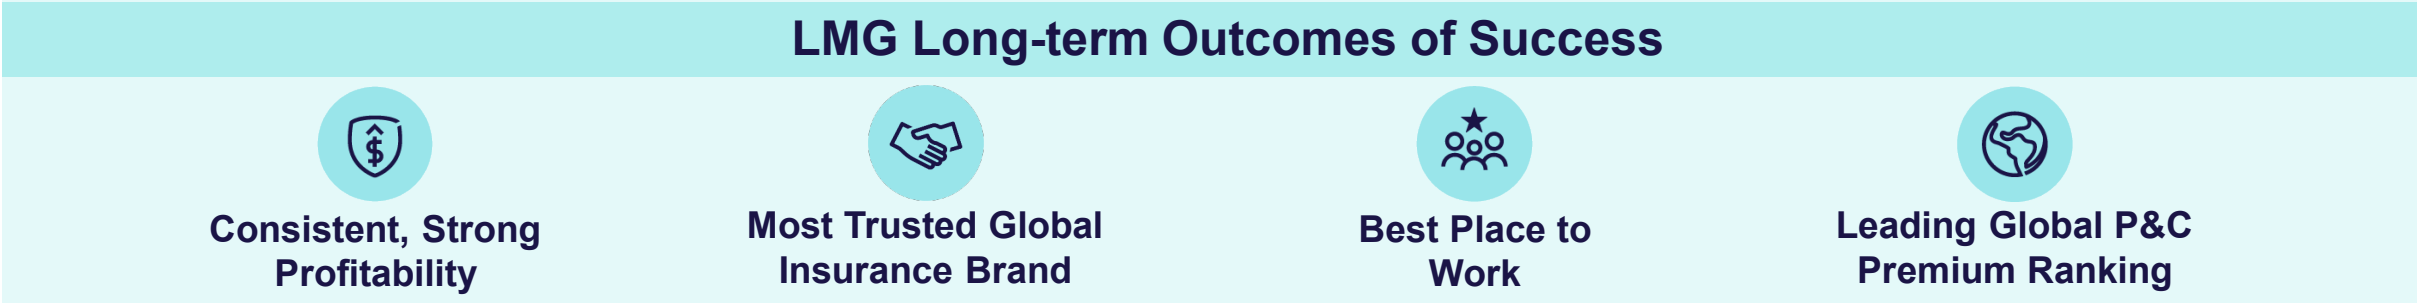 LMG Long-term Outcomes of Success
Consistent, Strong
Profitability
Most Trusted Global
Insurance Brand
Best Place to
Work
Leading Global P&C
Premium Ranking